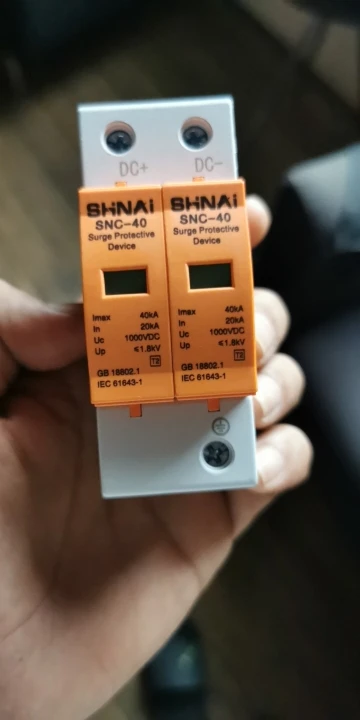 DC+ DC-
SHNAi
SNC-40
Surge Protective
Device
Imax 40kA
In 20kA
Uc 1000VDC
Up ≤1.8kV
T2
GB 18802.1
IEC 61643-1
SHNAi
SNC-40
Surge Protective
Device
Imax 40kA
In 20kA
Uc 1000VDC
Up ≤1.8kV
T2
GB 18802.1
IEC 61643-1